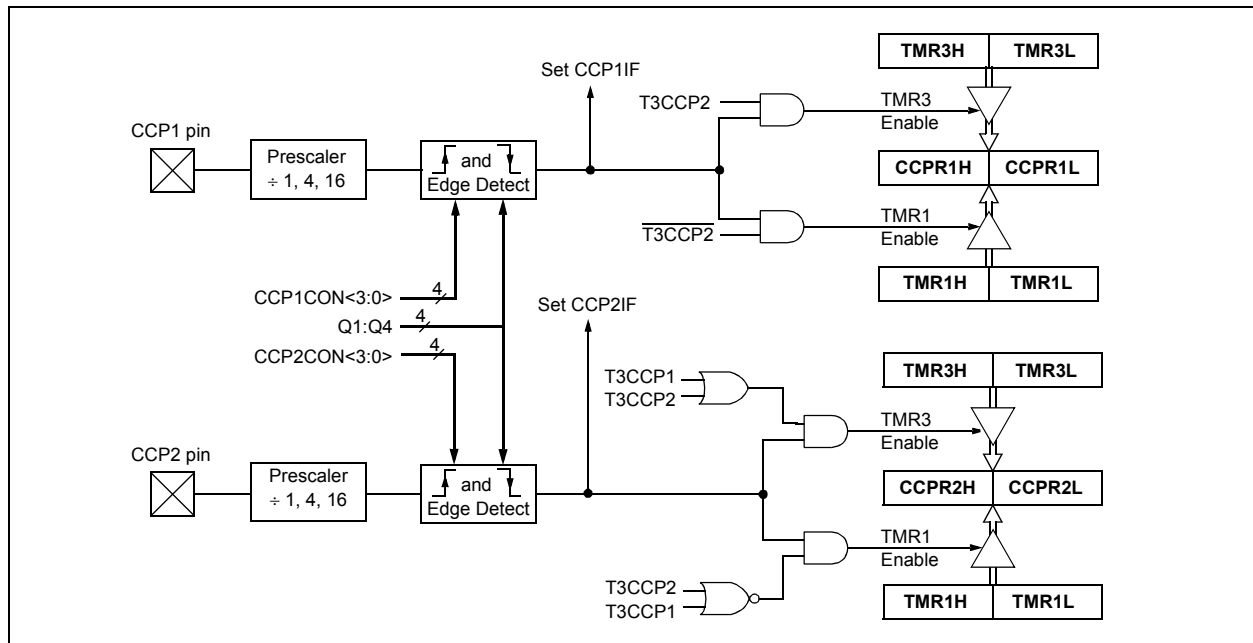 TMR3H TMR3L
Set CCP1IF
T3CCP2
TMR3
Enable
CCP1 pin
Prescaler
÷ 1, 4, 16
and
Edge Detect
CCPR1H CCPR1L
T3CCP2
TMR1
Enable
TMR1H TMR1L
CCP1CON<3:0> 4
Q1:Q4 4
CCP2CON<3:0> 4
Set CCP2IF
TMR3H TMR3L
T3CCP1
T3CCP2
TMR3
Enable
CCP2 pin
Prescaler
÷ 1, 4, 16
and
Edge Detect
CCPR2H CCPR2L
TMR1
Enable
T3CCP2
T3CCP1
TMR1H TMR1L